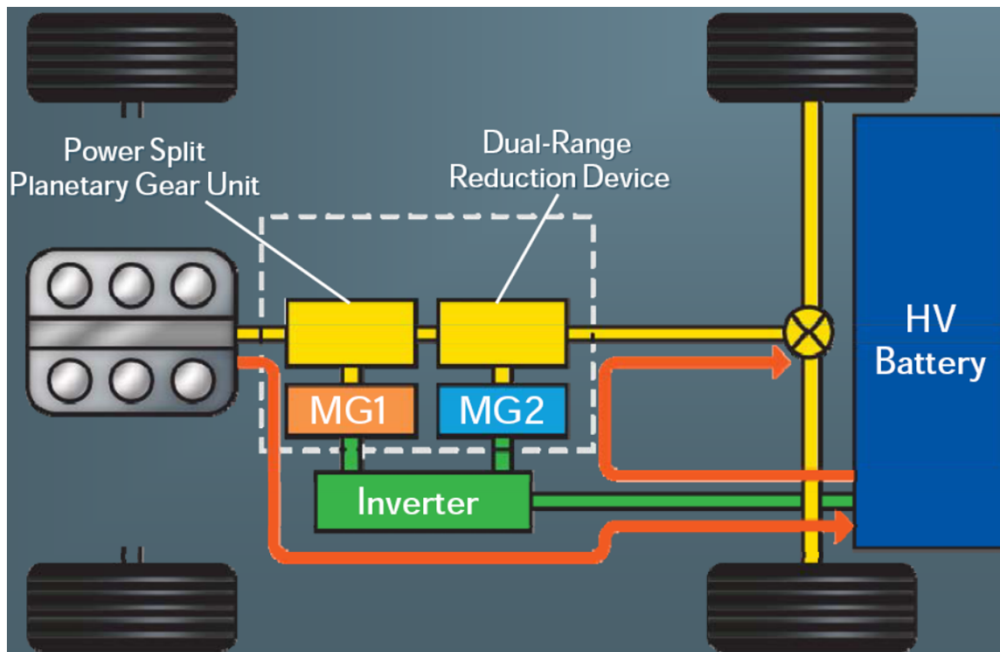 Power Split
Planetary Gear Unit
Dual-Range
Reduction Device
HV
Battery
MG1
MG2
Inverter